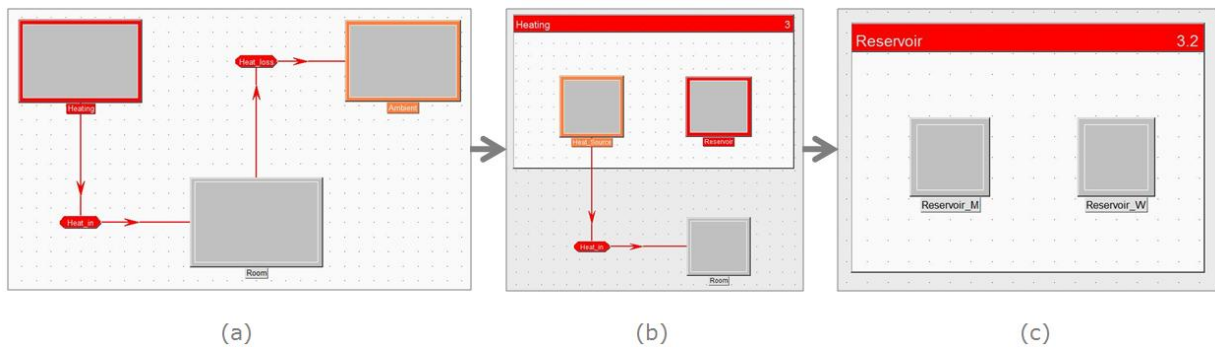 Heating
Heat_in
Heat_loss
Ambient
Room
(a)
Heating 3
Heat_Source
Reservoir
Heat_in
Room
(b)
Reservoir 3.2
Reservoir_M
Reservoir_W
(c)